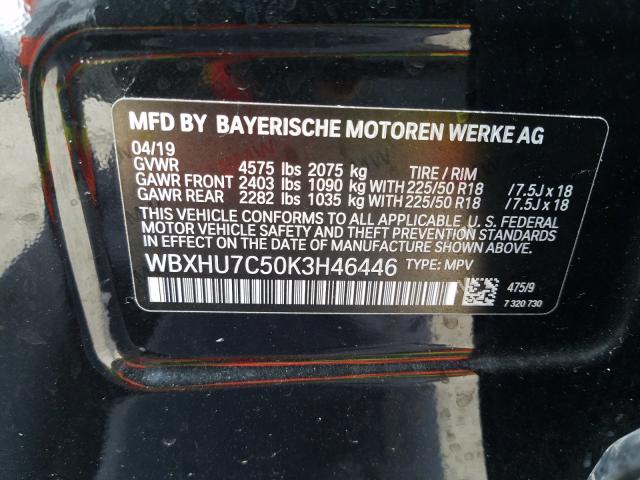 MFD BY BAYERISCHE MOTOREN WERKE AG
04/19
GVWR 4575 lbs 2075 kg TIRE / RIM
GAWR FRONT 2403 lbs 1090 kg WITH 225/50 R18 /7.5J x 18
GAWR REAR 2282 lbs 1035 kg WITH 225/50 R18 /7.5J x 18
THIS VEHICLE CONFORMS TO ALL APPLICABLE U.S. FEDERAL
MOTOR VEHICLE SAFETY AND THEFT PREVENTION STANDARDS
IN EFFECT ON THE DATE OF MANUFACTURE SHOWN ABOVE.
WBXHU7C50K3H46446 TYPE: MPV
475/9
7 320 730